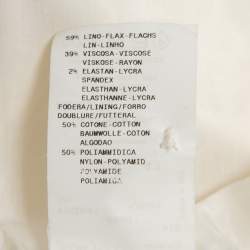 59% LINO-FLAX-FLACHS
LIN-LINHO
39% VISCOSA-VISCOSE
VISKOSE-RAYON
2% ELASTAN-LYCRA
SPANDEX
ELASTHAN-LYCRA
ELASTHANNE-LYCRA
FODERA/LINING/FORRO
DOUBLURE/FUTTERAL
50% COTONE-COTTON
BAUMWOLLE-COTON
ALGODAO
50% POLIAMMIDICA
NYLON-POLYAMID
POLYAMIDE
POLIAMICA